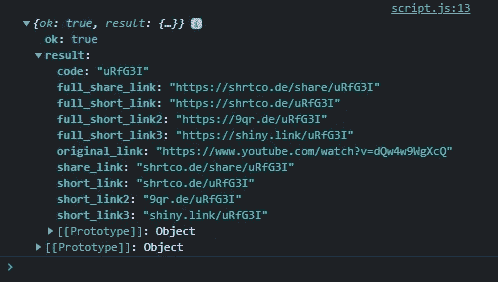 script.js:13
▼{ok: true, result: {…}} i
ok: true
▼result:
code: "uRfG3I"
full_share_link: "https://shrtco.de/share/uRfG3I"
full_short_link: "https://shrtco.de/uRfG3I"
full_short_link2: "https://9qr.de/uRfG3I"
full_short_link3: "https://shiny.link/uRfG3I"
original_link: "https://www.youtube.com/watch?v=dQw4w9WgXcQ"
share_link: "shrtco.de/share/uRfG3I"
short_link: "shrtco.de/uRfG3I"
short_link2: "9qr.de/uRfG3I"
short_link3: "shiny.link/uRfG3I"
▶[[Prototype]]: Object
▶[[Prototype]]: Object
>